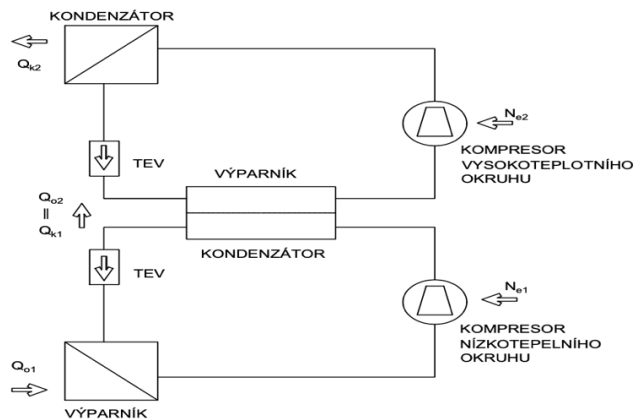 KONDENZÁTOR
Qk2
Ne2
KOMPRESOR
VYSOKOTEPLOTNÍHO
OKRUHU
TEV
VÝPARNÍK
Qo2
=
Qk1
KONDENZÁTOR
TEV
Ne1
KOMPRESOR
NÍZKOTEPELNÍHO
OKRUHU
Qo1
VÝPARNÍK